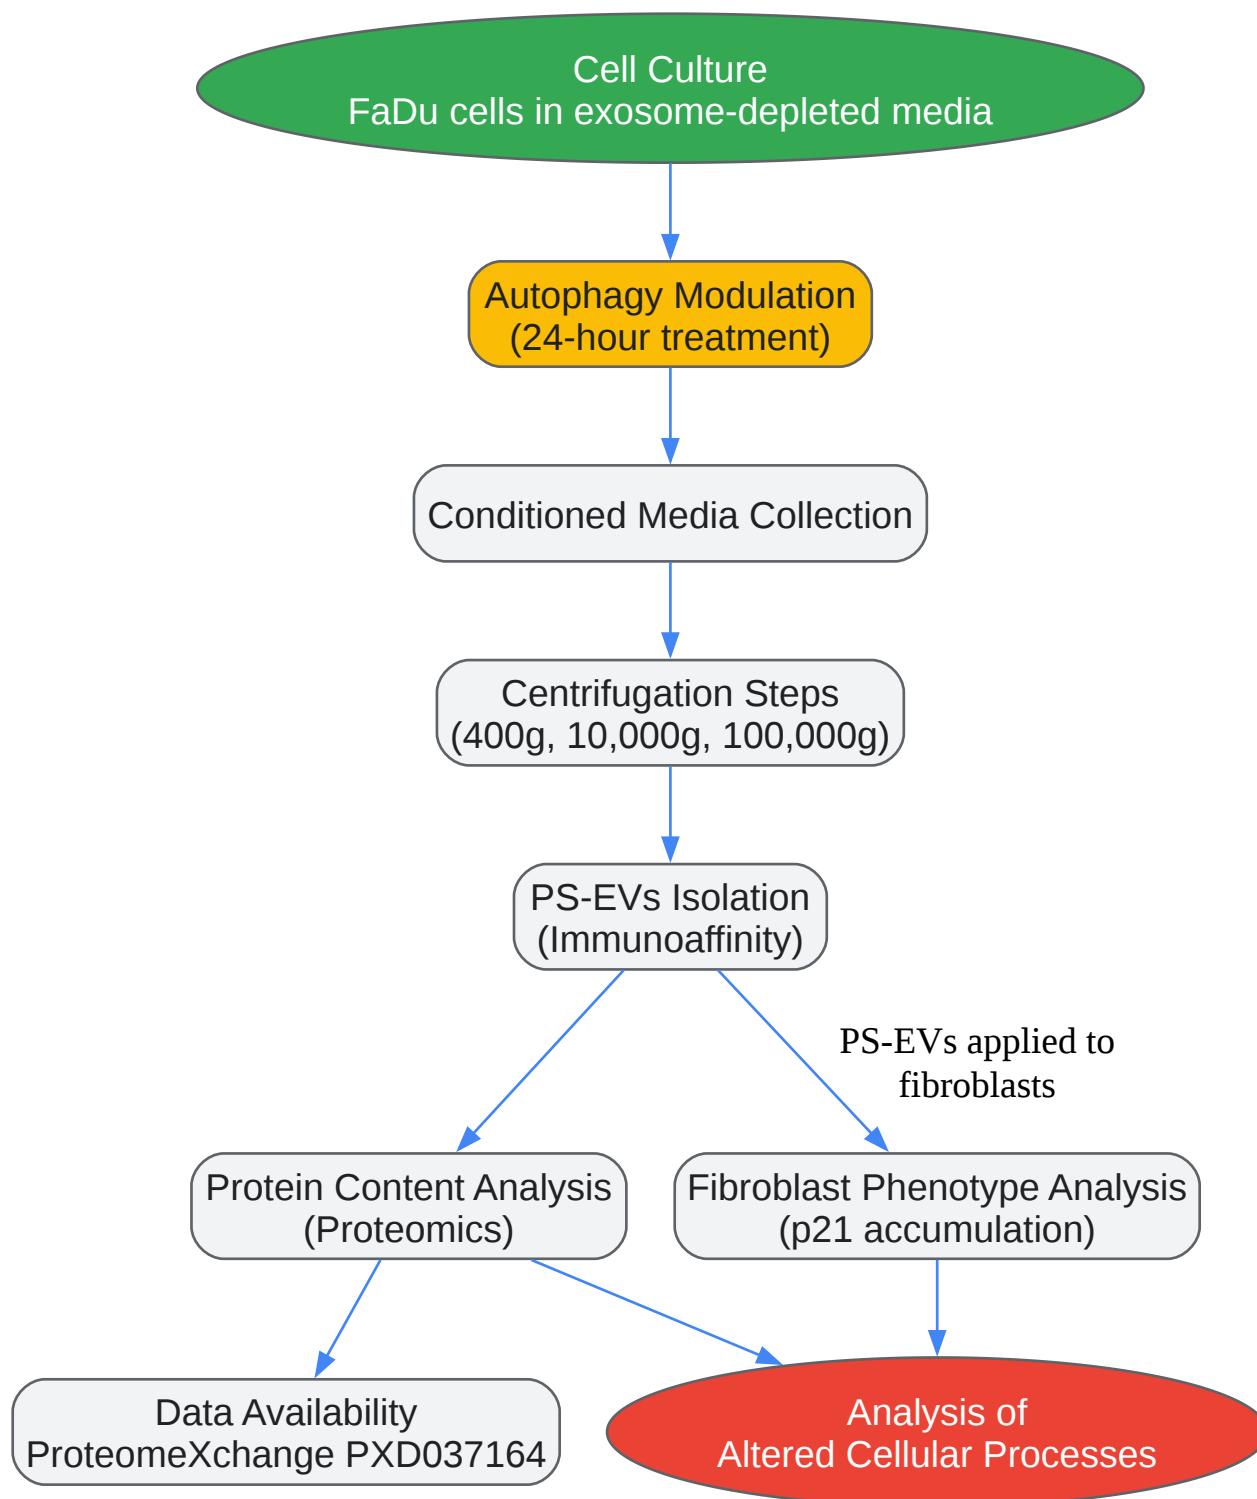 Cell Culture
FaDu cells in exosome-depleted media
Autophagy Modulation
(24-hour treatment)
Conditioned Media Collection
Centrifugation Steps
(400g, 10,000g, 100,000g)
PS-EVs Isolation
(Immunoaffinity)
PS-EVs applied to
fibroblasts
Protein Content Analysis
(Proteomics)
Fibroblast Phenotype Analysis
(p21 accumulation)
Data Availability
ProteomeXchange PXD037164
Analysis of
Altered Cellular Processes